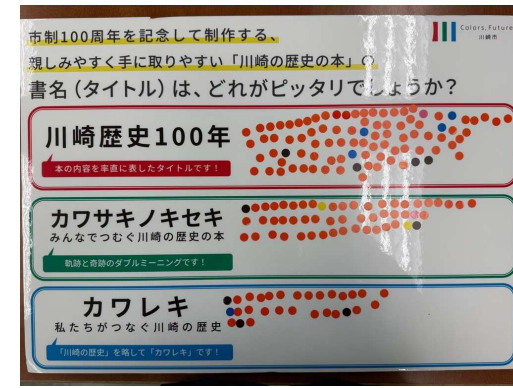 市制100周年を記念して制作する、
Colors, Future!
川崎市
親しみやすく手に取りやすい「川崎の歴史の本」の
書名（タイトル）は、どれがピッタリでしょうか？
川崎歴史100年
本の内容を率直に表したタイトルです！
カワサキノキセキ
みんなでつむぐ川崎の歴史の本
軌跡と奇跡のダブルミーニングです！
カワレキ
私たちがつなぐ川崎の歴史
「川崎の歴史」を略して「カワレキ」です！